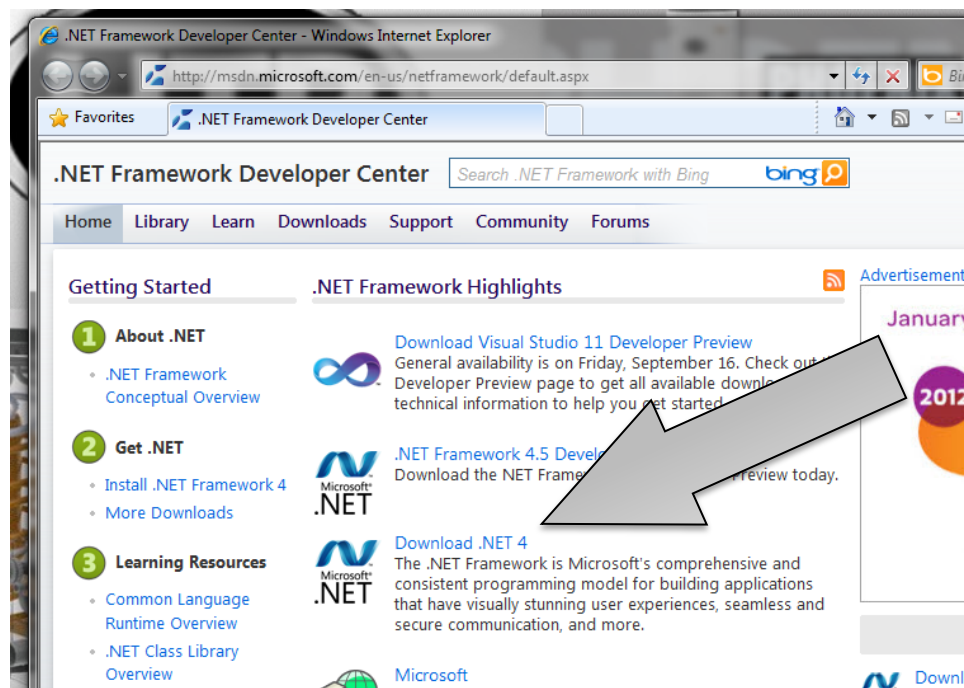 .NET Framework Developer Center - Windows Internet Explorer
http://msdn.microsoft.com/en-us/netframework/default.aspx
Favorites
.NET Framework Developer Center
.NET Framework Developer Center
Search .NET Framework with Bing
bing
Home Library Learn Downloads Support Community Forums
Getting Started
1 About .NET
.NET Framework
Conceptual Overview
2 Get .NET
Install .NET Framework 4
More Downloads
3 Learning Resources
Common Language
Runtime Overview
.NET Class Library
Overview
.NET Framework Highlights
Download Visual Studio 11 Developer Preview
General availability is on Friday, September 16. Check out
Developer Preview page to get all available
technical information to help you get started
Microsoft
.NET
.NET Framework 4.5
Download the NET Preview today.
Microsoft
.NET
Download .NET 4
The .NET Framework is Microsoft's comprehensive and
consistent programming model for building applications
that have visually stunning user experiences, seamless and
secure communication, and more.
Microsoft
Advertisement
January
2012